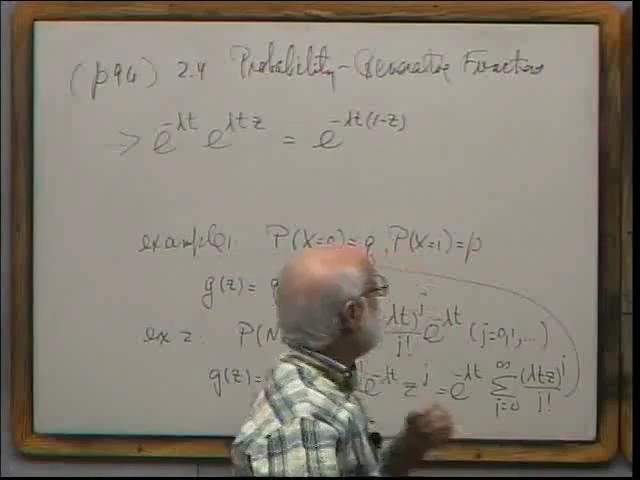 (p94) 2.4 Probability-Generating Function
→ e^{-λt} e^{λtz} = e^{-λt(1-z)}
example 1. P(X=0)=q, P(X=1)=p
g(z)=
ex 2. P(N λt)^j/j! e^{-λt} (j=0,1,...)
g(z)= e^{-λt} z^j = e^{-λt} ∑_{j=0}^{∞} (λtz)^j/j!